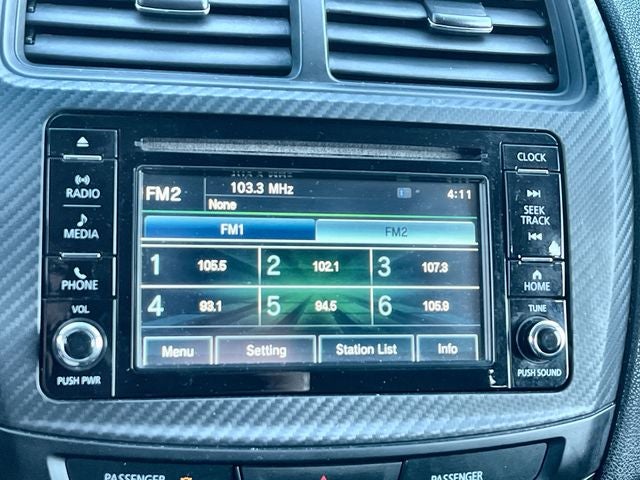 CLOCK
RADIO
FM2
103.3 MHz
4:11
None
SEEK
TRACK
MEDIA
FM1
FM2
1 105.5 2 102.1 3 107.3
PHONE
HOME
4 93.1 5 94.5 6 105.9
VOL
TUNE
Menu
Setting
Station List
Info
PUSH PWR
PUSH SOUND
PASSENGER
PASSENGER